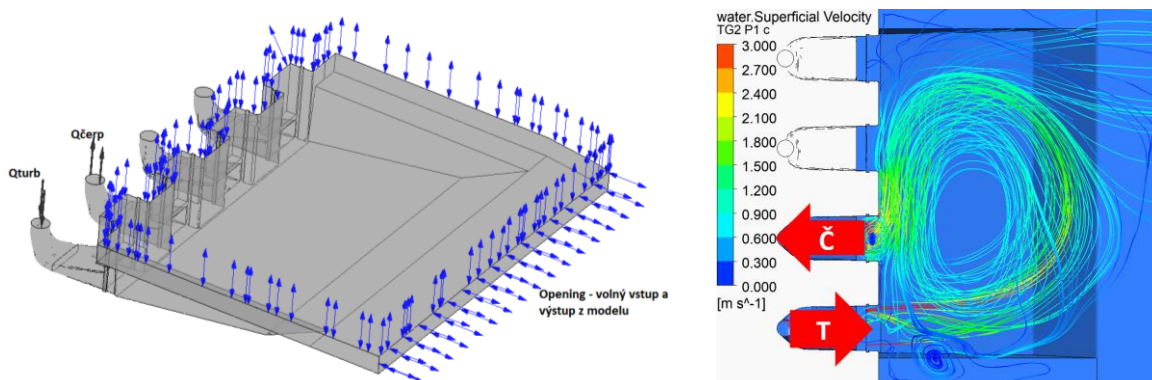 Qčerp
Qturb
Opening - volný vstup a
výstup z modelu
water.Superficial Velocity
TG2 P1 c
3.000
2.700
2.400
2.100
1.800
1.500
1.200
0.900
0.600
0.300
0.000
[m s^-1]
Č
T